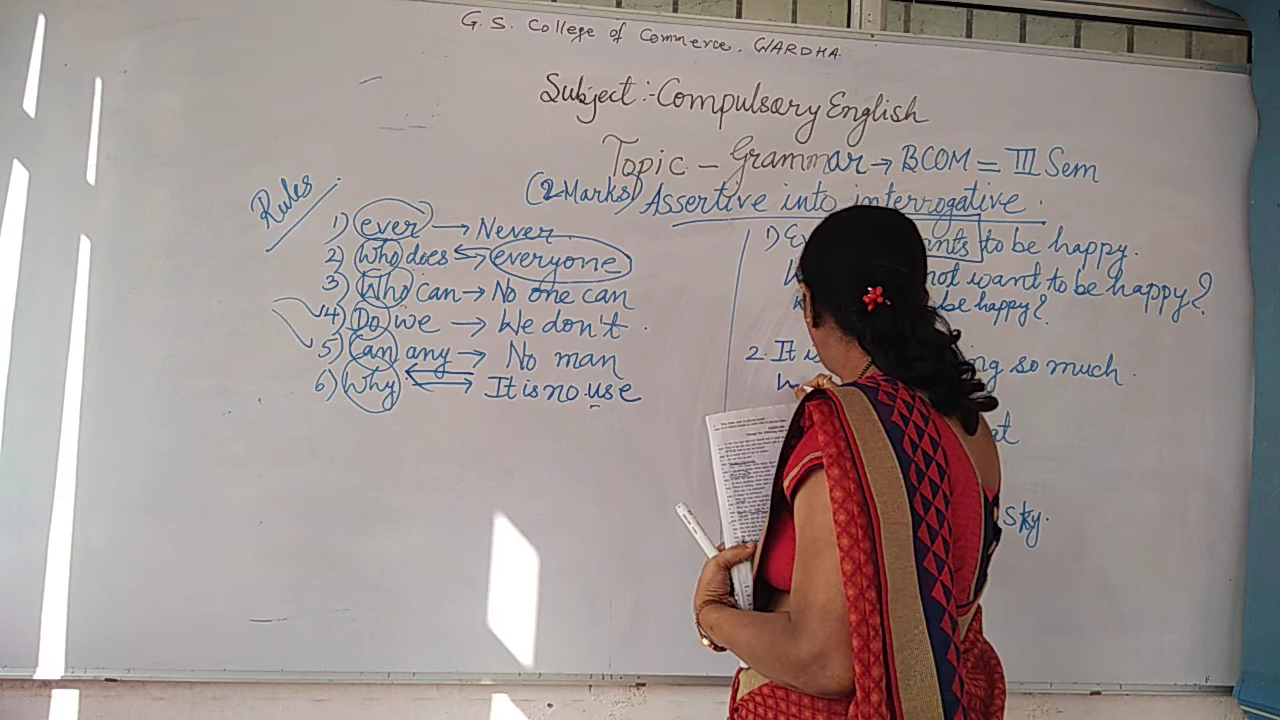 G. S. College of Commerce, WARDHA.
Subject :- Compulsory English
Topic - Grammar → BCOM = III Sem
(2 Marks) Assertive into interrogative.
Rules
1) ever → Never
2) Who does ↔ everyone
3) Who can → No one can
4) Do we → We don't.
5) Can any → No man
6) Why ↔ It is no use
1) to be happy.
not want to be happy?
be happy?
2. It is so much.
sky.